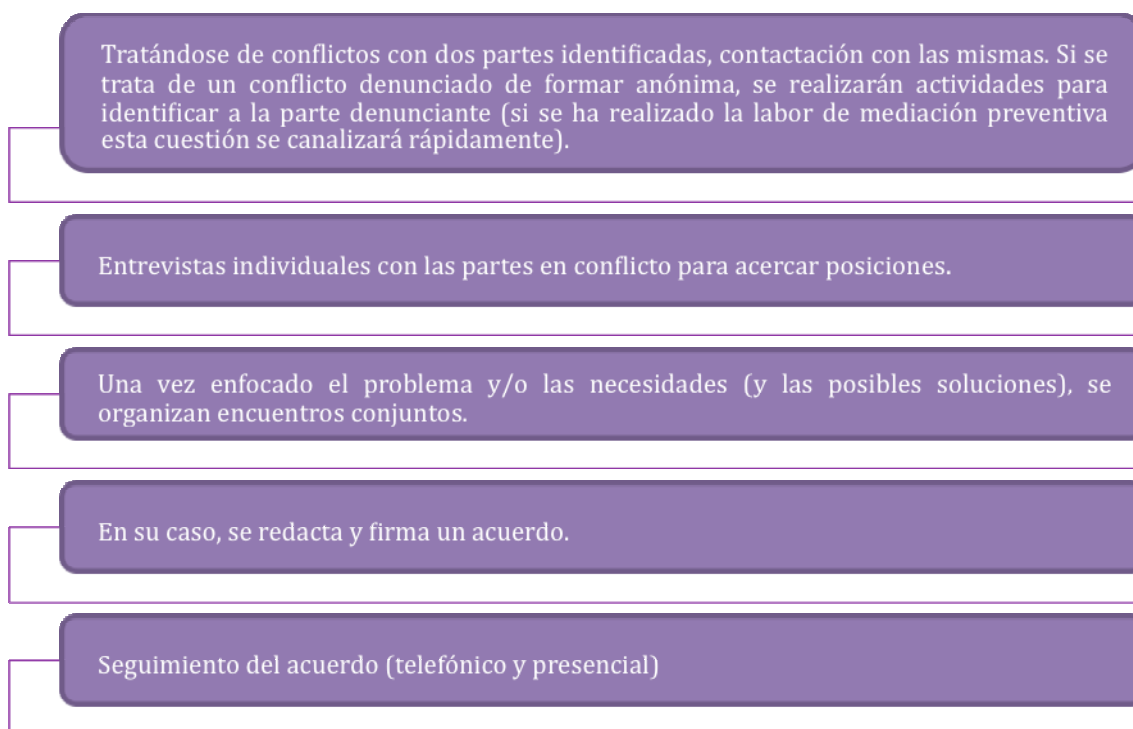 Tratándose de conflictos con dos partes identificadas, contactación con las mismas. Si se
trata de un conflicto denunciado de formar anónima, se realizarán actividades para
identificar a la parte denunciante (si se ha realizado la labor de mediación preventiva
esta cuestión se canalizará rápidamente).
Entrevistas individuales con las partes en conflicto para acercar posiciones.
Una vez enfocado el problema y/o las necesidades (y las posibles soluciones), se
organizan encuentros conjuntos.
En su caso, se redacta y firma un acuerdo.
Seguimiento del acuerdo (telefónico y presencial)